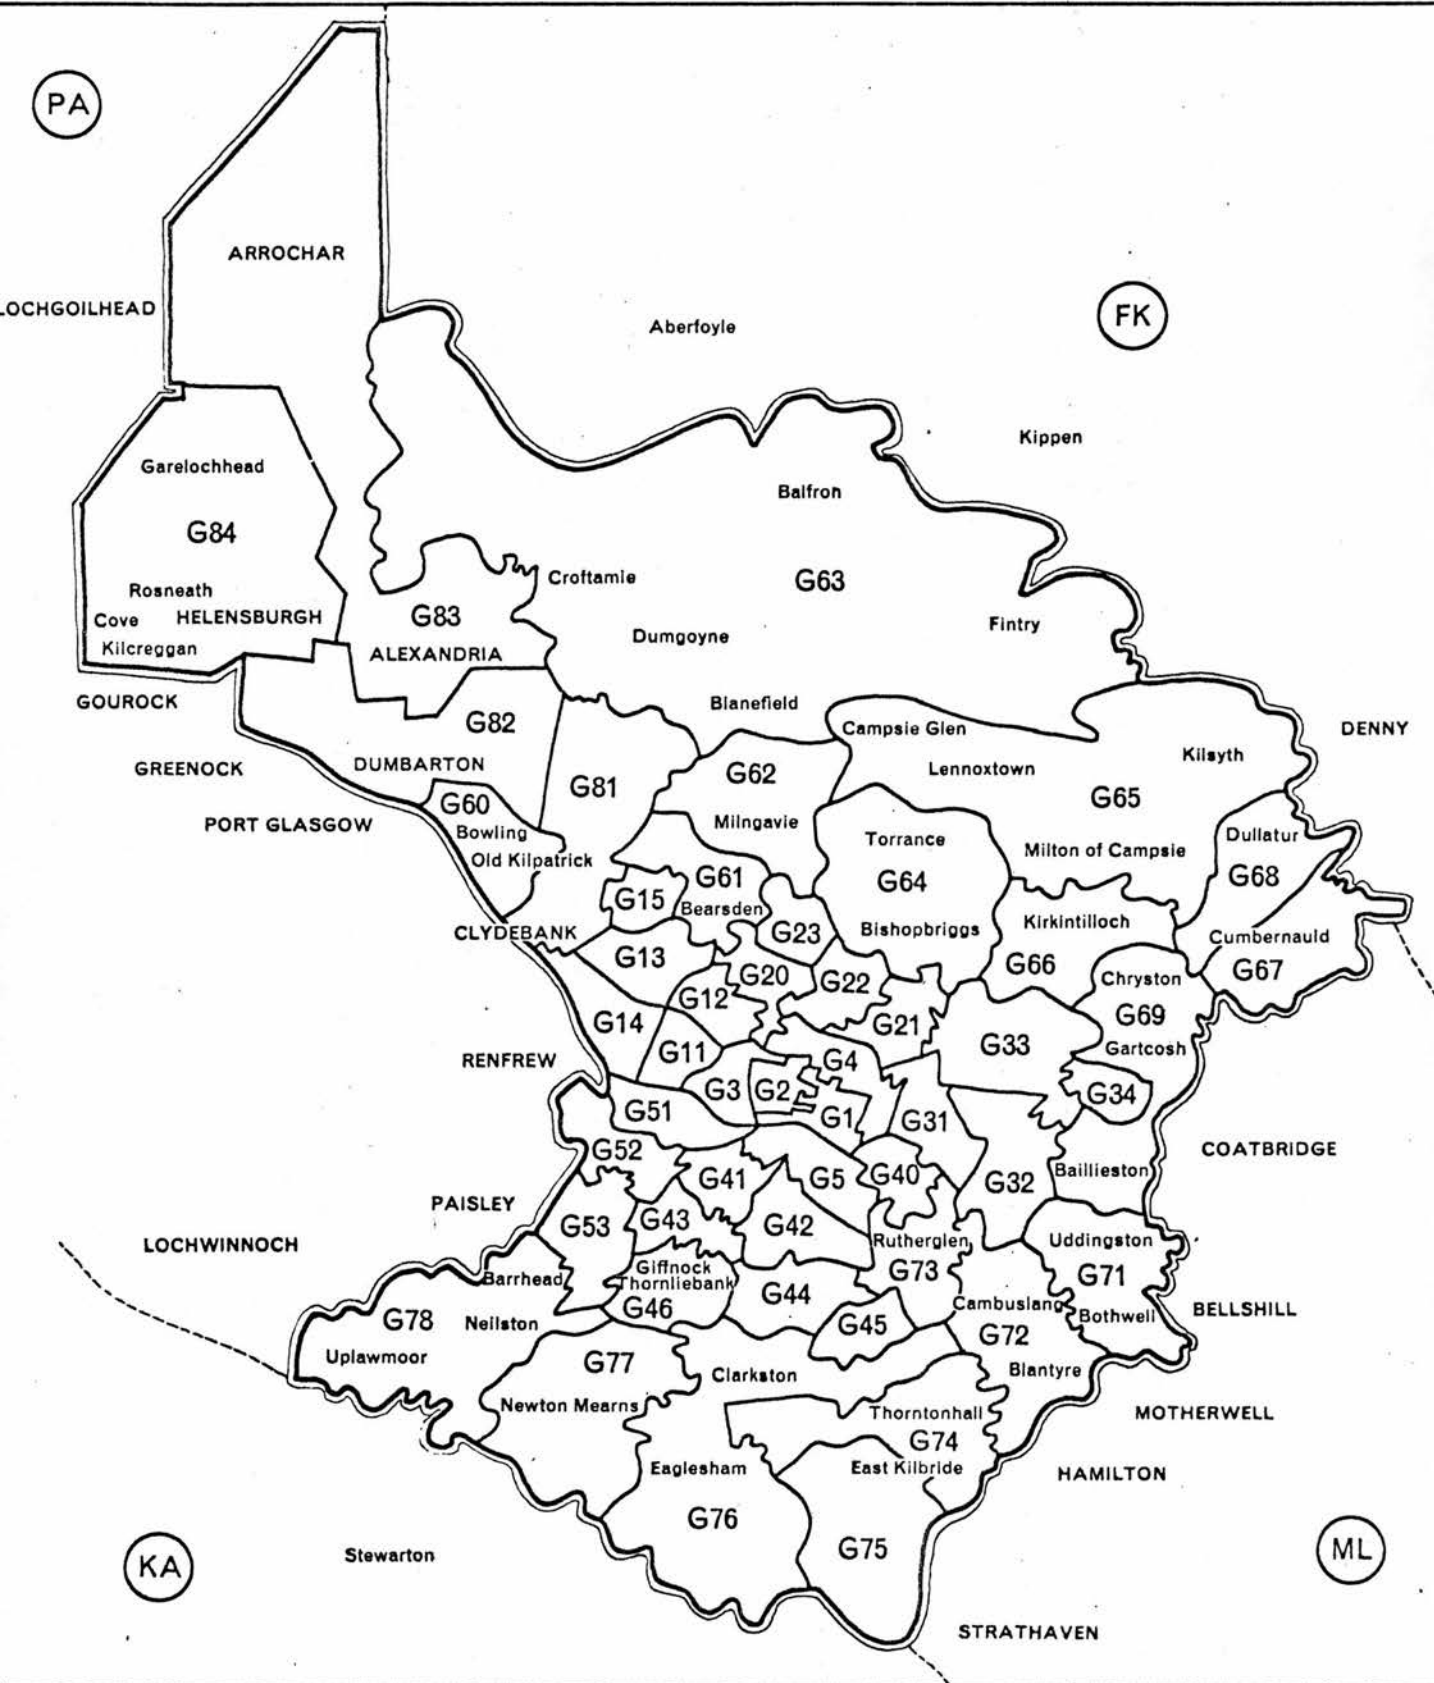 PA
ARROCHAR
LOCHGOILHEAD
Aberfoyle
FK
Kippen
Garelochhead
Balfron
G84
Croftamie
G63
Rosneath
Cove
HELENSBURGH
G83
Fintry
Kilcreggan
ALEXANDRIA
Dumgoyne
GOUROCK
Blanefield
G82
Campsie Glen
DENNY
GREENOCK
DUMBARTON
G81
G62
Lennoxtown
Kilsyth
G60
G65
PORT GLASGOW
Bowling
Milngavie
Torrance
Dullatur
Old Kilpatrick
Milton of Campsie
G61
G64
G68
G15
Bearsden
Kirkintilloch
CLYDEBANK
G23
Bishopbriggs
Cumbernauld
G13
G20
G22
G66
Chryston
G67
G12
G14
G21
G69
G11
G33
Gartcosh
RENFREW
G4
G3
G2
G34
G51
G1
G31
G52
COATBRIDGE
G41
G5
G40
G32
Baillieston
PAISLEY
G53
G43
G42
Rutherglen
Uddingston
LOCHWINNOCH
Giffnock
Barrhead
Thornliebank
G73
G71
G46
G44
Cambuslang
Bothwell
BELLSHILL
G78
Neilston
G45
G72
Uplawmoor
G77
Clarkston
Blantyre
Newton Mearns
Thorntonhall
MOTHERWELL
G74
Eaglesham
East Kilbride
HAMILTON
G76
G75
KA
Stewarton
ML
STRATHAVEN